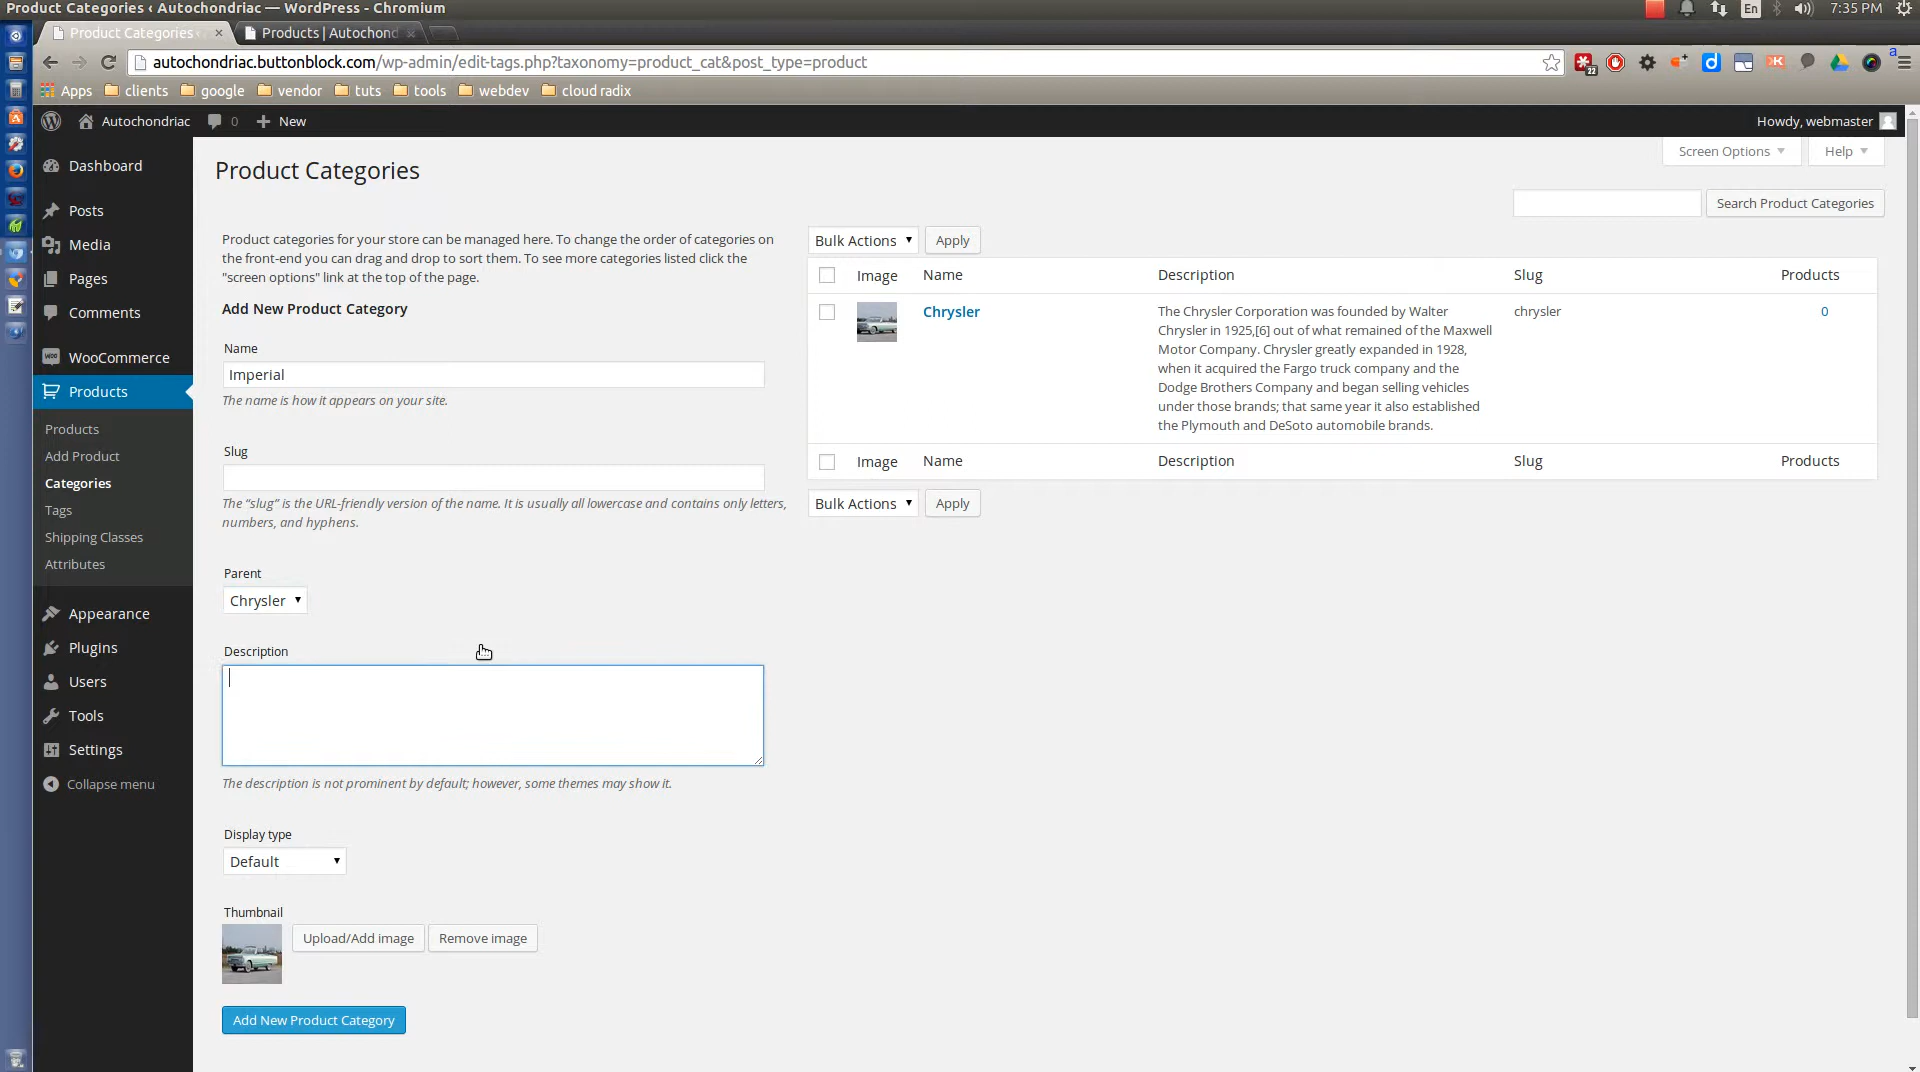 Product Categories ‹ Autochondriac — WordPress - Chromium
En
7:35 PM
Product Categories ‹
Products | Autochond
autochondriac.buttonblock.com/wp-admin/edit-tags.php?taxonomy=product_cat&post_type=product
22
a
Apps
clients
google
vendor
tuts
tools
webdev
cloud radix
Autochondriac
0
New
Howdy, webmaster
Dashboard
Posts
Media
Pages
Comments
WooCommerce
Products
Products
Add Product
Categories
Tags
Shipping Classes
Attributes
Appearance
Plugins
Users
Tools
Settings
Collapse menu
Screen Options
Help
Product Categories
Search Product Categories
Product categories for your store can be managed here. To change the order of categories on
the front-end you can drag and drop to sort them. To see more categories listed click the
"screen options" link at the top of the page.
Add New Product Category
Name
Imperial
The name is how it appears on your site.
Slug
The “slug” is the URL-friendly version of the name. It is usually all lowercase and contains only letters,
numbers, and hyphens.
Parent
Chrysler
Description
The description is not prominent by default; however, some themes may show it.
Display type
Default
Thumbnail
Upload/Add image
Remove image
Add New Product Category
Bulk Actions
Apply
Image
Name
Description
Slug
Products
Chrysler
The Chrysler Corporation was founded by Walter
Chrysler in 1925,[6] out of what remained of the Maxwell
Motor Company. Chrysler greatly expanded in 1928,
when it acquired the Fargo truck company and the
Dodge Brothers Company and began selling vehicles
under those brands; that same year it also established
the Plymouth and DeSoto automobile brands.
chrysler
0
Image
Name
Description
Slug
Products
Bulk Actions
Apply